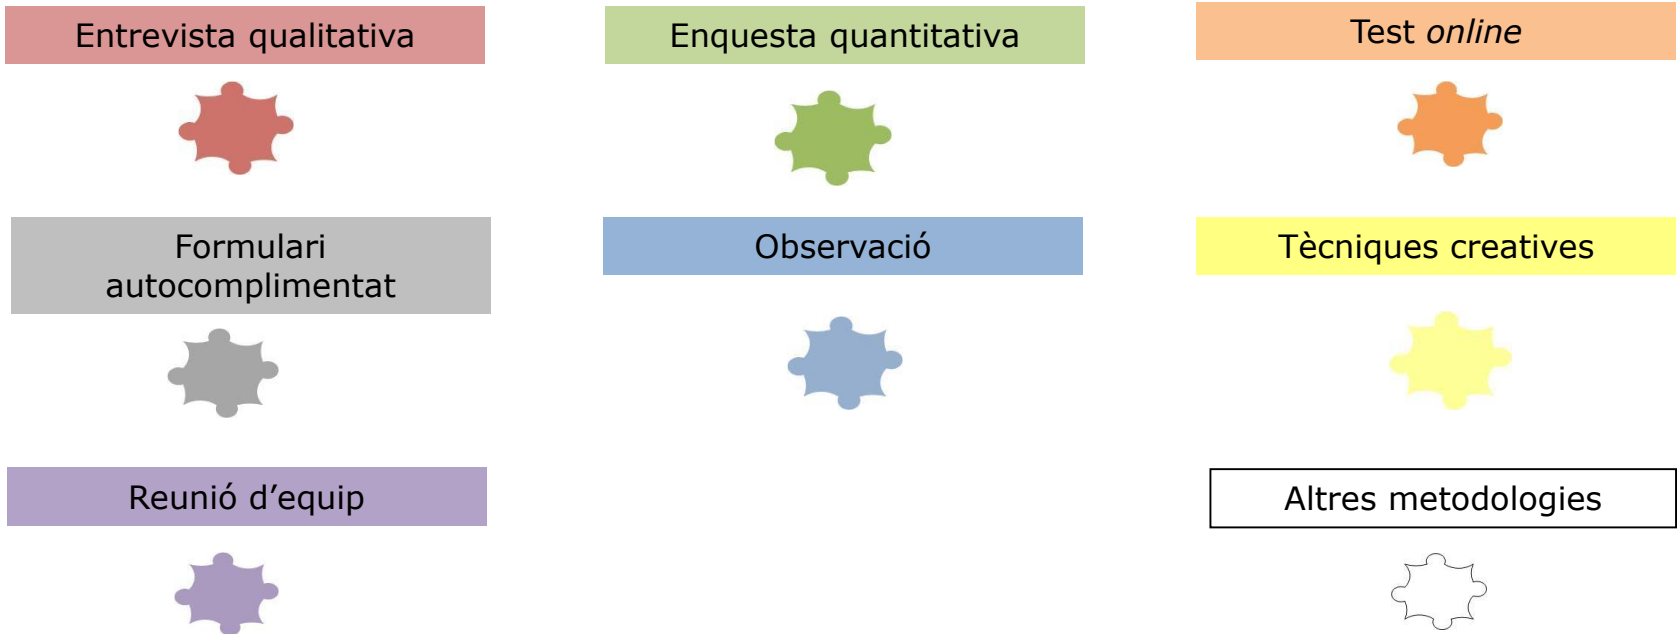 Entrevista qualitativa
Enquesta quantitativa
Test online
Formulari
autocomplimentat
Observació
Tècniques creatives
Reunió d’equip
Altres metodologies